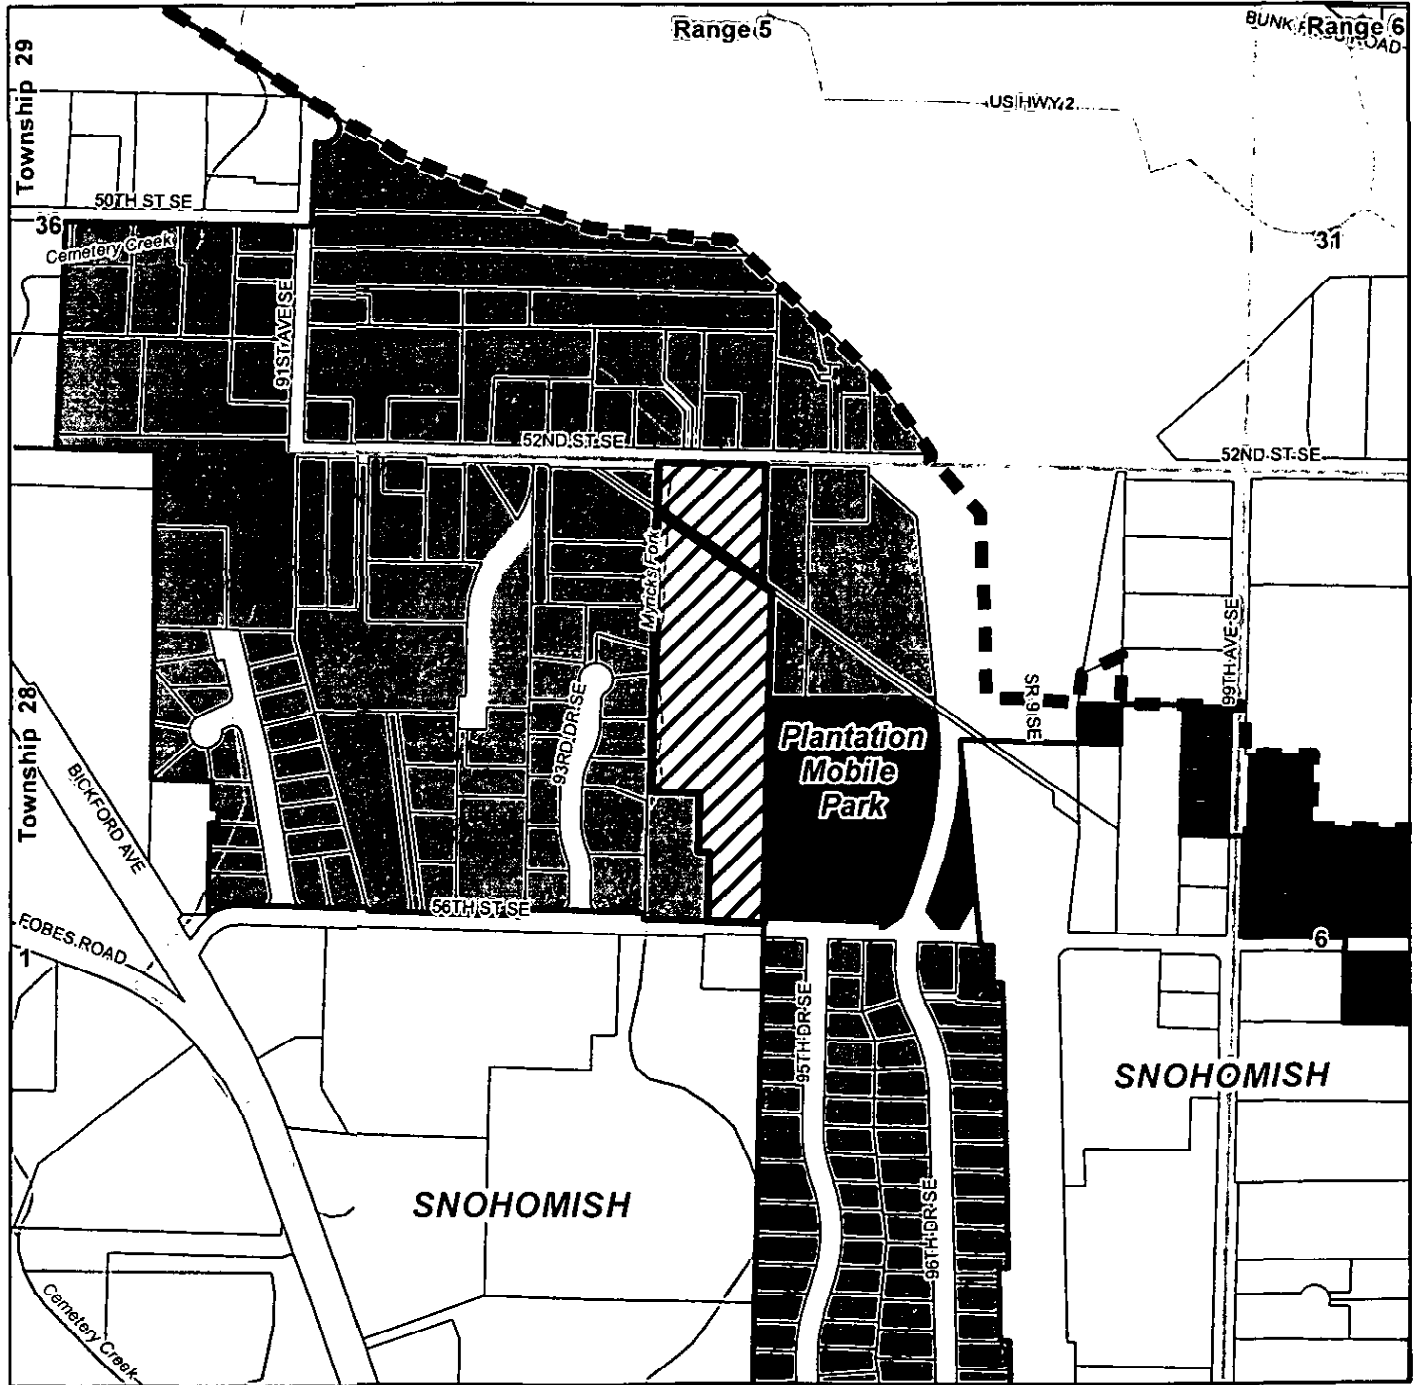 Range 5
BUNK ROAD
Range 6
Township 29
US HWY 2
50TH ST SE
36
Cemetery Creek
31
91ST AVE SE
52ND ST SE
52ND ST SE
Myncks Fork
99TH AVE SE
SR 9 SE
Township 28
93RD DR SE
Plantation
Mobile
Park
BICKFORD AVE
56TH ST SE
FOBES ROAD
1
6
95TH DR SE
SNOHOMISH
96TH DR SE
SNOHOMISH
Cemetery Creek